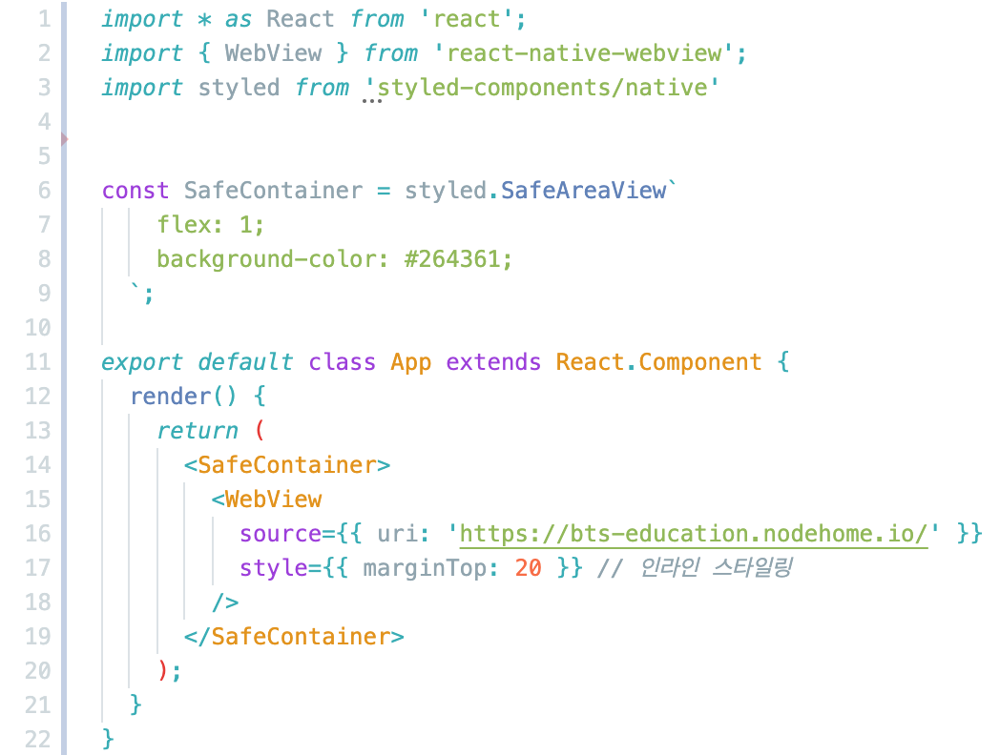 1 import * as React from 'react';
2 import { WebView } from 'react-native-webview';
3 import styled from 'styled-components/native'
4
5
6 const SafeContainer = styled.SafeAreaView`
7     flex: 1;
8     background-color: #264361;
9   `;
10
11 export default class App extends React.Component {
12   render() {
13     return (
14       <SafeContainer>
15         <WebView
16           source={{ uri: 'https://bts-education.nodehome.io/' }}
17           style={{ marginTop: 20 }} // 인라인 스타일링
18         />
19       </SafeContainer>
20     );
21   }
22 }